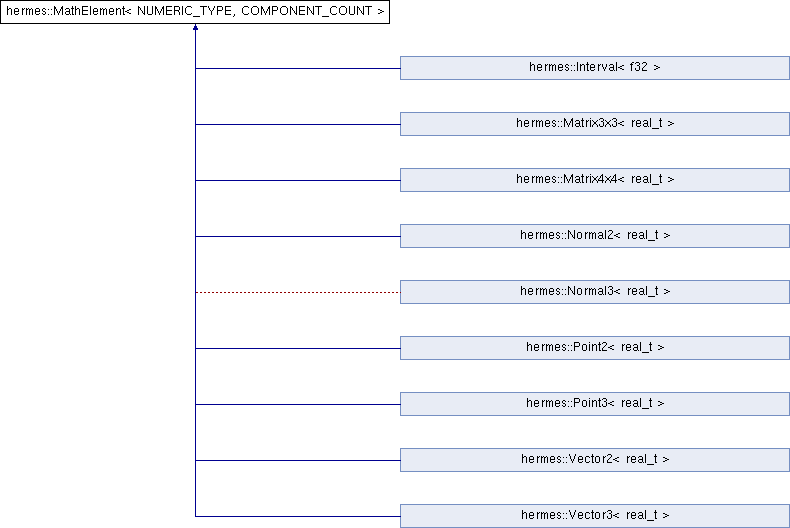 hermes::MathElement< NUMERIC_TYPE, COMPONENT_COUNT >
hermes::Interval< f32 >
hermes::Matrix3x3< real_t >
hermes::Matrix4x4< real_t >
hermes::Normal2< real_t >
hermes::Normal3< real_t >
hermes::Point2< real_t >
hermes::Point3< real_t >
hermes::Vector2< real_t >
hermes::Vector3< real_t >